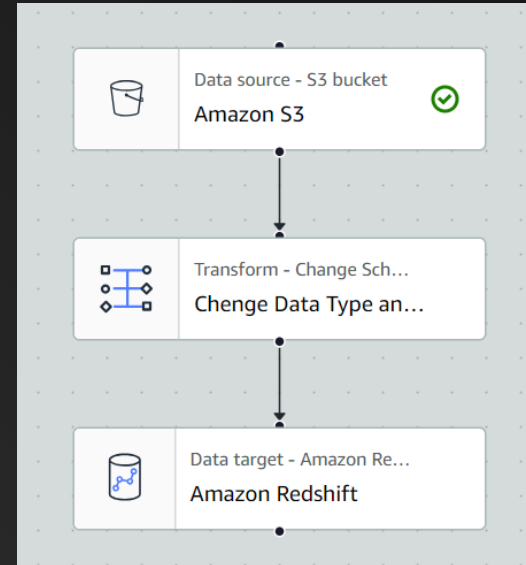 Data source - S3 bucket
Amazon S3
Transform - Change Sch...
Chenge Data Type an...
Data target - Amazon Re...
Amazon Redshift